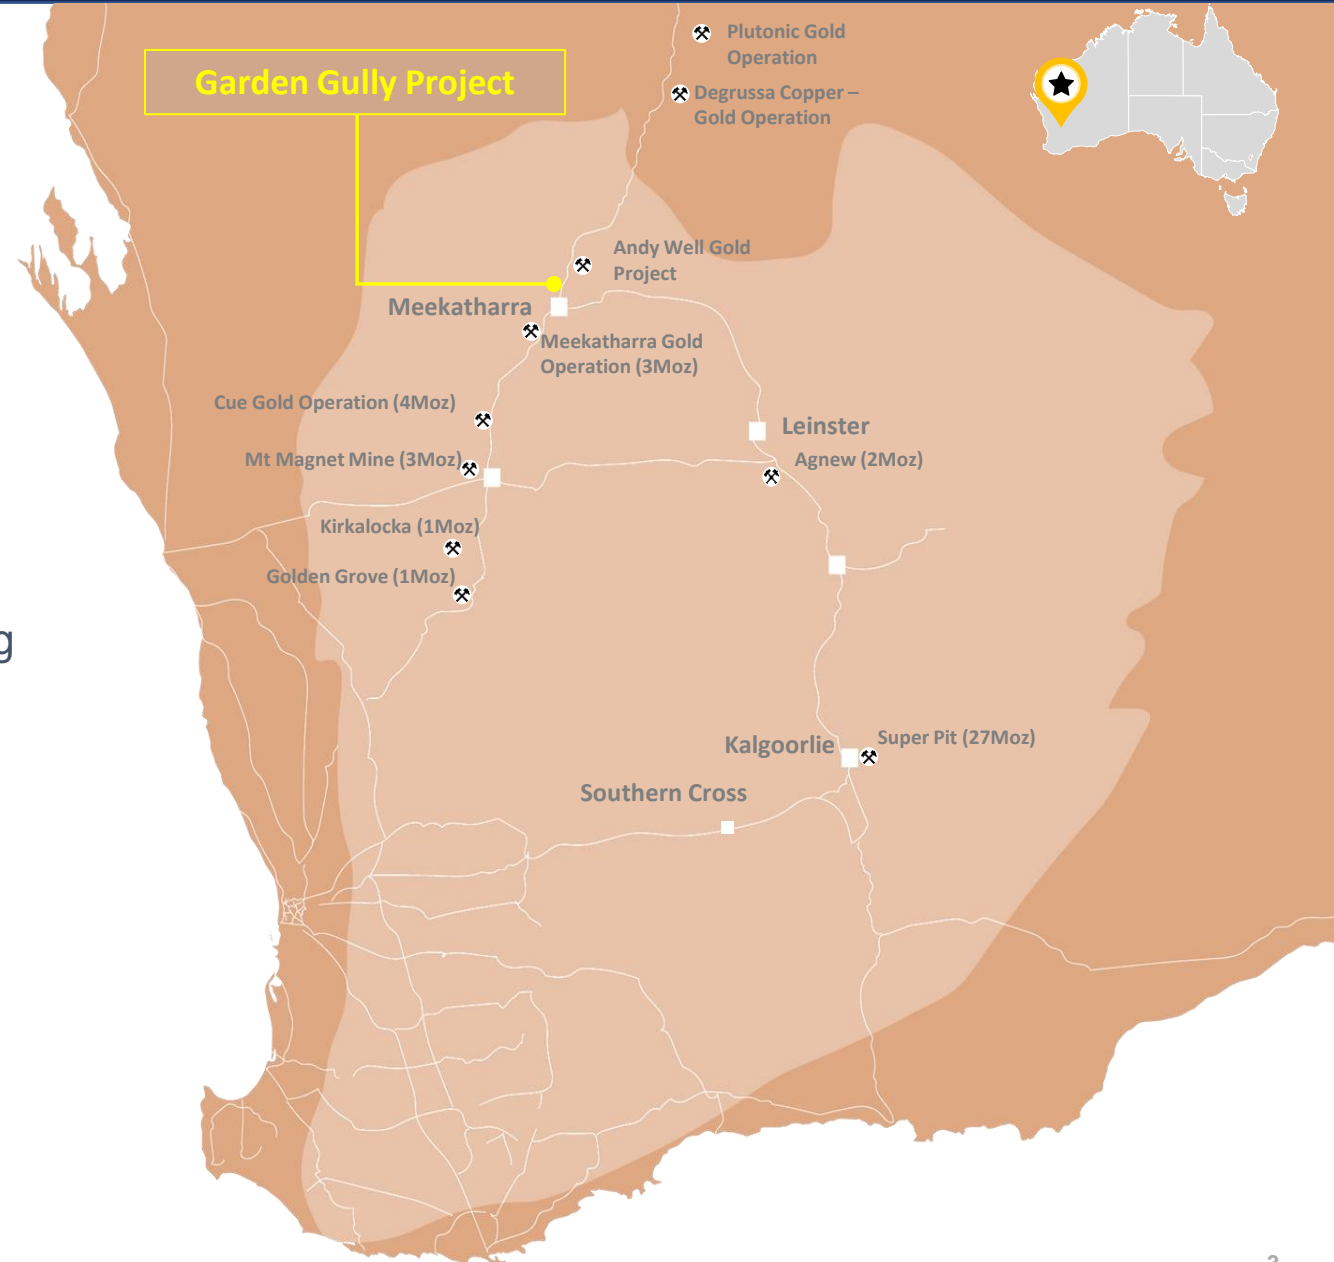 Plutonic Gold
Operation
Garden Gully Project
Degrussa Copper –
Gold Operation
Andy Well Gold
Project
Meekatharra
Meekatharra Gold
Operation (3Moz)
Cue Gold Operation (4Moz)
Leinster
Mt Magnet Mine (3Moz)
Agnew (2Moz)
Kirkalocka (1Moz)
Golden Grove (1Moz)
g
Super Pit (27Moz)
Kalgoorlie
Southern Cross